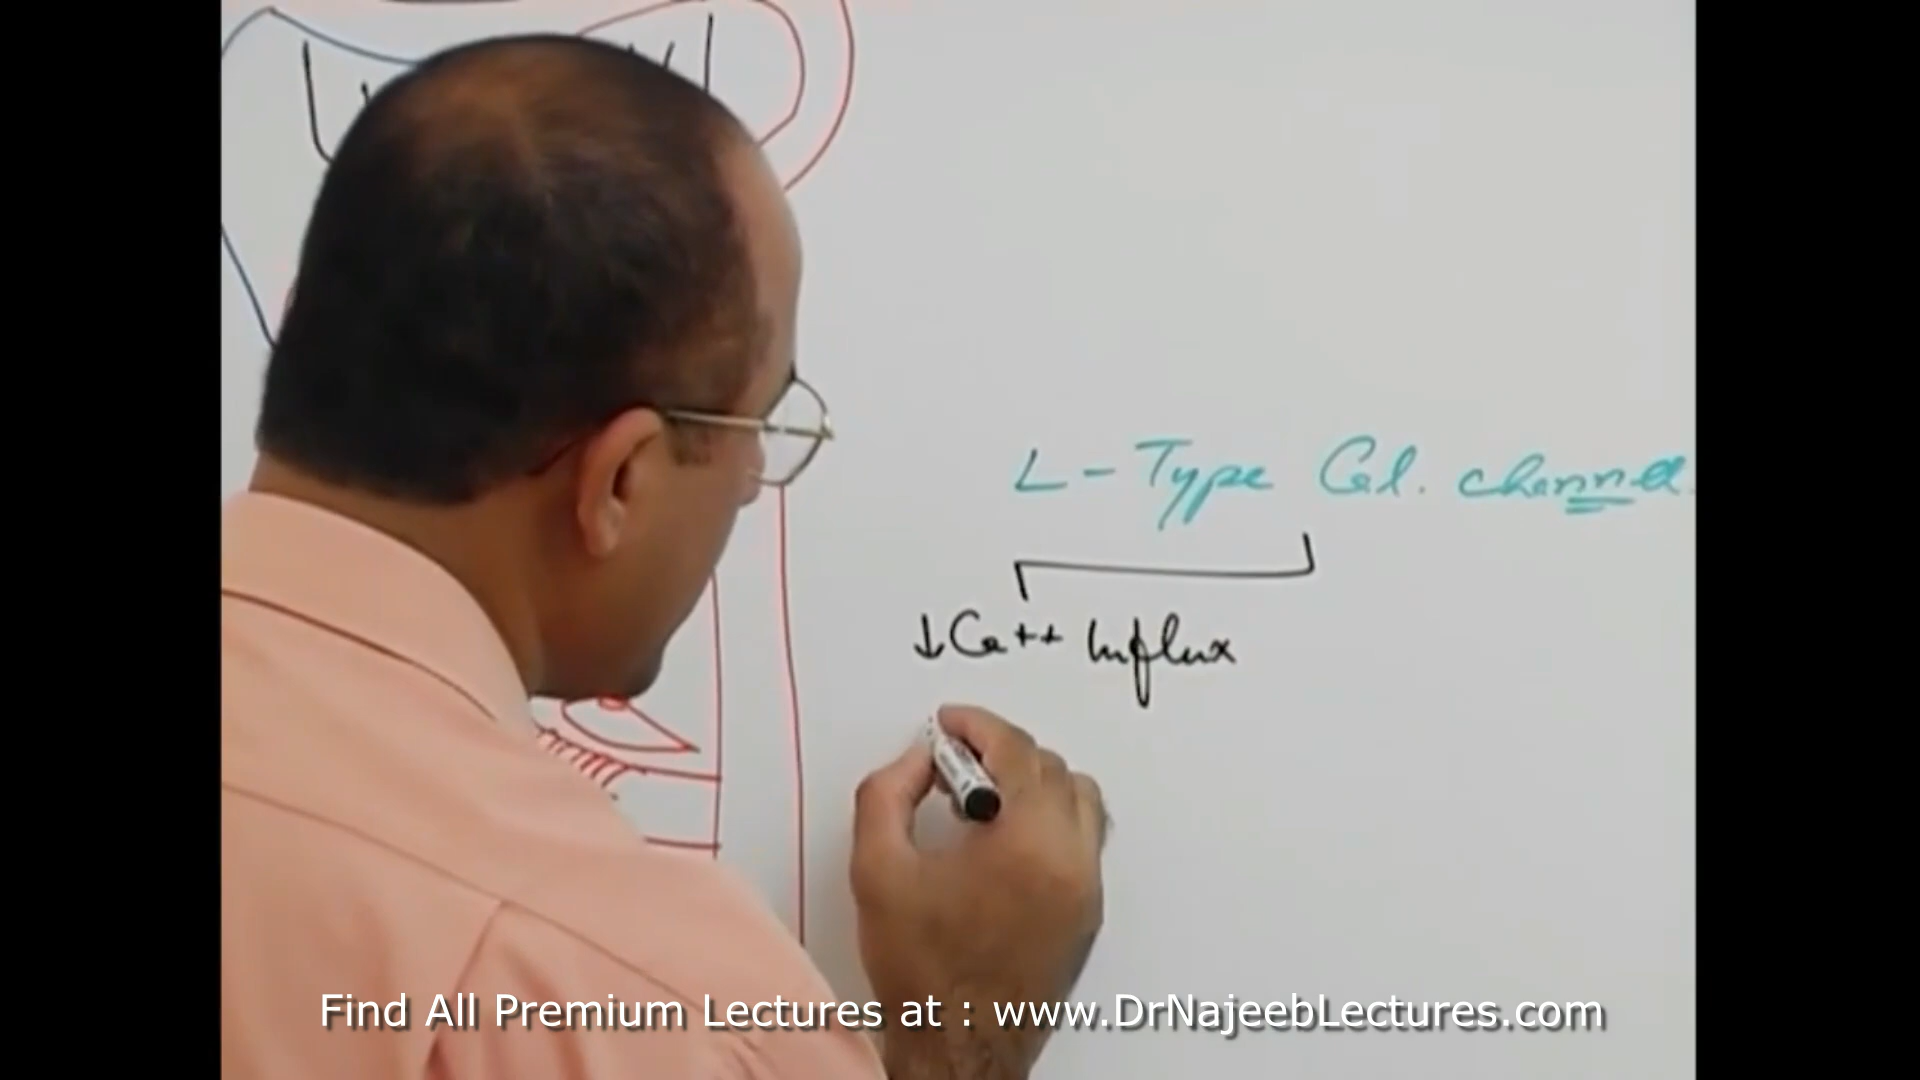 L - Type Cal. channel
↓ Ca++ Influx
Find All Premium Lectures at : www.DrNajeebLectures.com